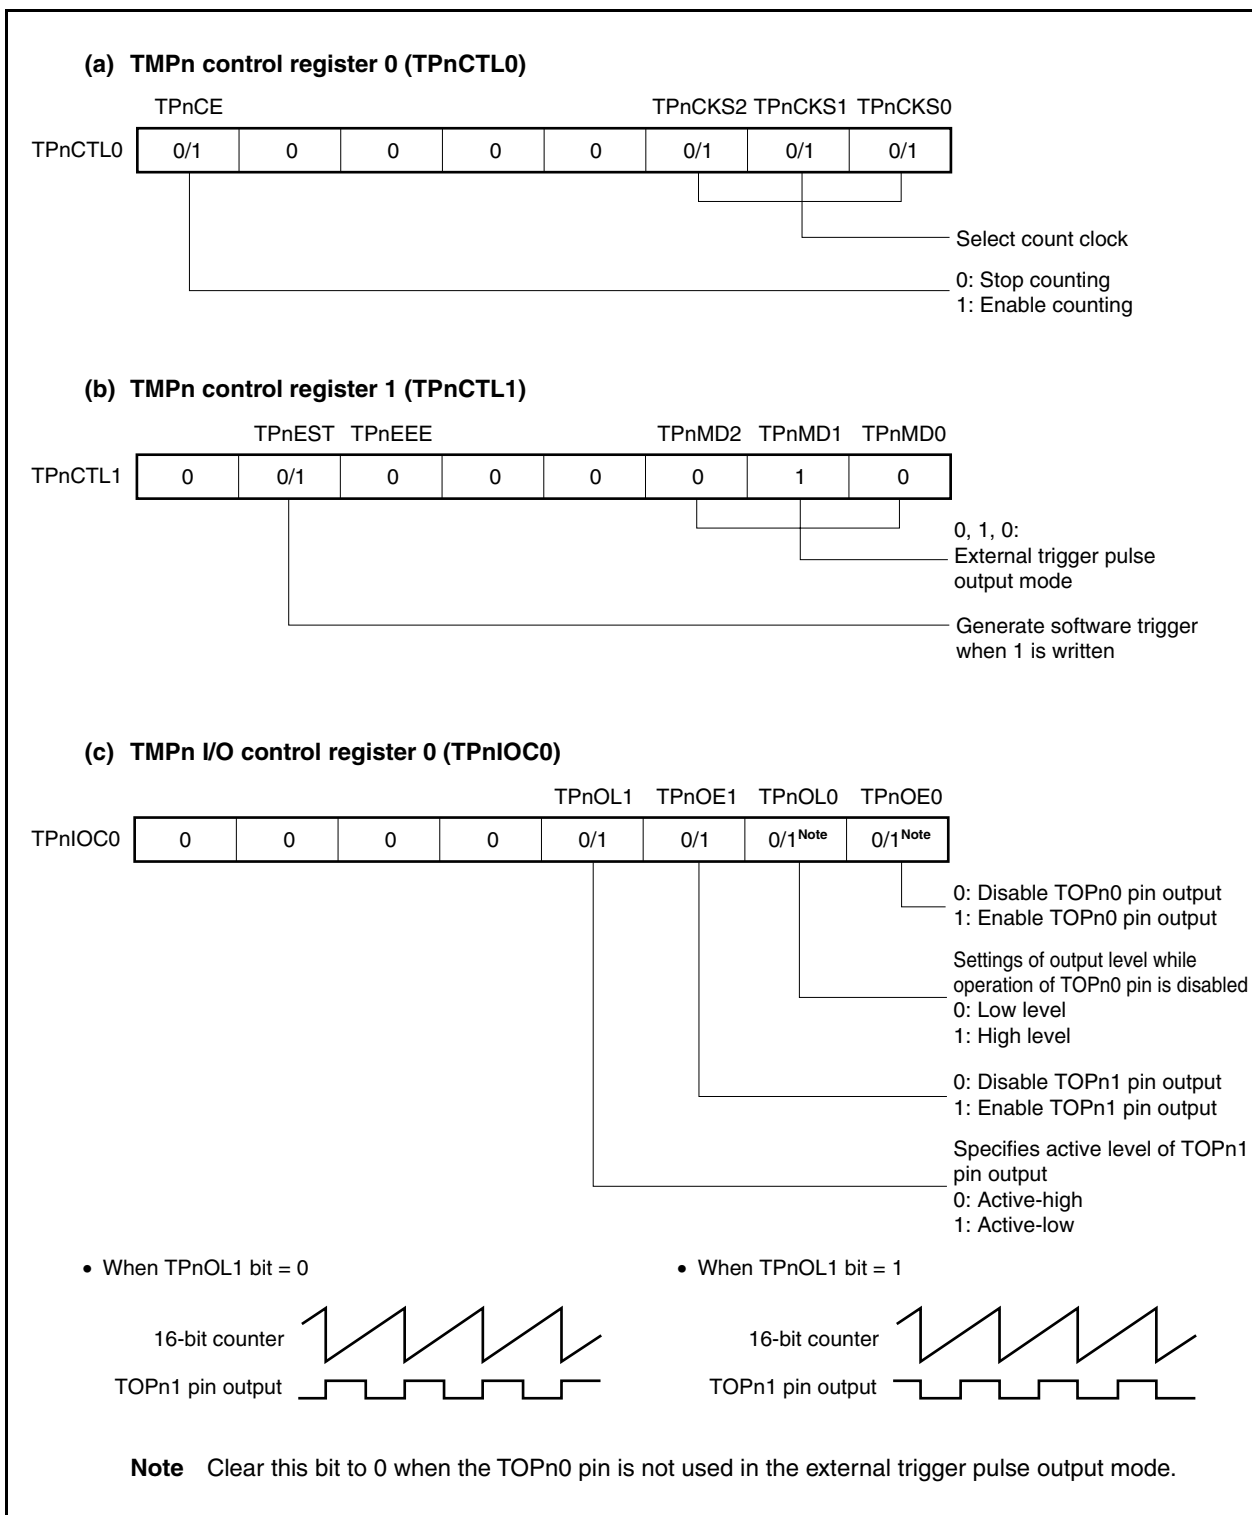 (a) TMPn control register 0 (TPnCTL0)
TPnCE TPnCKS2 TPnCKS1 TPnCKS0
TPnCTL0 0/1 0 0 0 0 0/1 0/1 0/1
Select count clock
0: Stop counting
1: Enable counting
(b) TMPn control register 1 (TPnCTL1)
TPnEST TPnEEE TPnMD2 TPnMD1 TPnMD0
TPnCTL1 0 0/1 0 0 0 0 1 0
0, 1, 0:
External trigger pulse
output mode
Generate software trigger
when 1 is written
(c) TMPn I/O control register 0 (TPnIOC0)
TPnOL1 TPnOE1 TPnOL0 TPnOE0
TPnIOC0 0 0 0 0 0/1 0/1 0/1Note 0/1Note
0: Disable TOPn0 pin output
1: Enable TOPn0 pin output
Settings of output level while
operation of TOPn0 pin is disabled
0: Low level
1: High level
0: Disable TOPn1 pin output
1: Enable TOPn1 pin output
Specifies active level of TOPn1
pin output
0: Active-high
1: Active-low
• When TPnOL1 bit = 0 • When TPnOL1 bit = 1
16-bit counter 16-bit counter
TOPn1 pin output TOPn1 pin output
Note Clear this bit to 0 when the TOPn0 pin is not used in the external trigger pulse output mode.